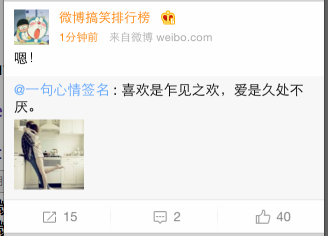 微博搞笑排行榜
1分钟前 来自微博 weibo.com
嗯！
@一句心情签名：喜欢是乍见之欢，爱是久处不
厌。
15 2 40